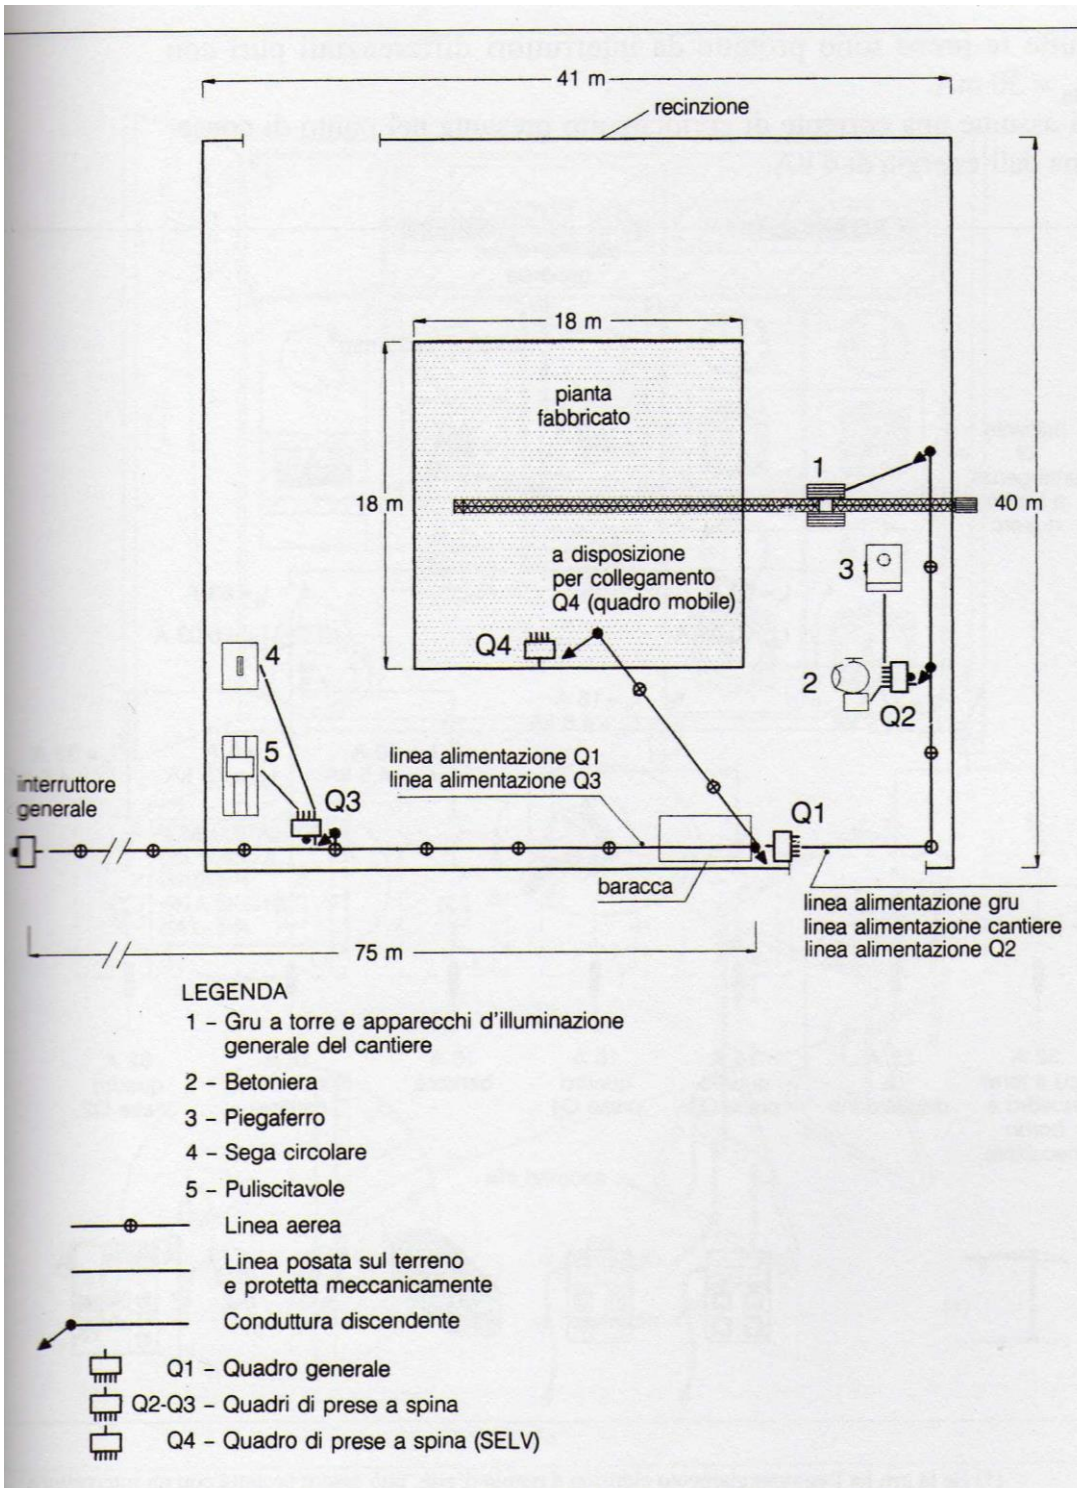 41 m
recinzione
18 m
pianta
fabbricato
18 m
1
40 m
a disposizione
per collegamento
Q4 (quadro mobile)
3
Q4
4
2
Q2
5
linea alimentazione Q1
linea alimentazione Q3
interruttore
generale
Q3
Q1
baracca
linea alimentazione gru
linea alimentazione cantiere
linea alimentazione Q2
75 m
LEGENDA
1 – Gru a torre e apparecchi d'illuminazione
generale del cantiere
2 – Betoniera
3 – Piegaferro
4 – Sega circolare
5 – Puliscitavole
Linea aerea
Linea posata sul terreno
e protetta meccanicamente
Conduttura discendente
Q1 – Quadro generale
Q2-Q3 – Quadri di prese a spina
Q4 – Quadro di prese a spina (SELV)